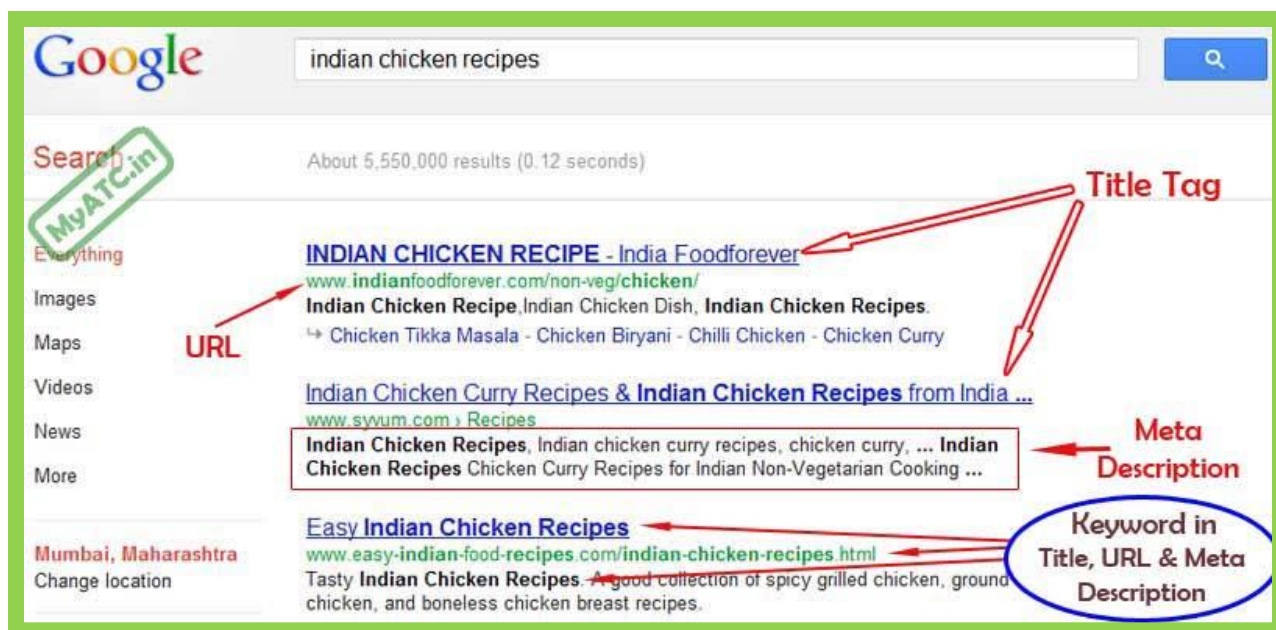 Google
indian chicken recipes
Search
About 5,550,000 results (0.12 seconds)
MyATC.in
Title Tag
Everything
Images
Maps
Videos
News
More
Mumbai, Maharashtra
Change location
URL
INDIAN CHICKEN RECIPE - India Foodforever
www.indianfoodforever.com/non-veg/chicken/
Indian Chicken Recipe,Indian Chicken Dish, Indian Chicken Recipes.
↪ Chicken Tikka Masala - Chicken Biryani - Chilli Chicken - Chicken Curry
Indian Chicken Curry Recipes & Indian Chicken Recipes from India ...
www.syvum.com › Recipes
Indian Chicken Recipes, Indian chicken curry recipes, chicken curry, ... Indian
Chicken Recipes Chicken Curry Recipes for Indian Non-Vegetarian Cooking ...
Meta
Description
Easy Indian Chicken Recipes
www.easy-indian-food-recipes.com/indian-chicken-recipes.html
Tasty Indian Chicken Recipes. A good collection of spicy grilled chicken, ground
chicken, and boneless chicken breast recipes.
Keyword in
Title, URL & Meta
Description